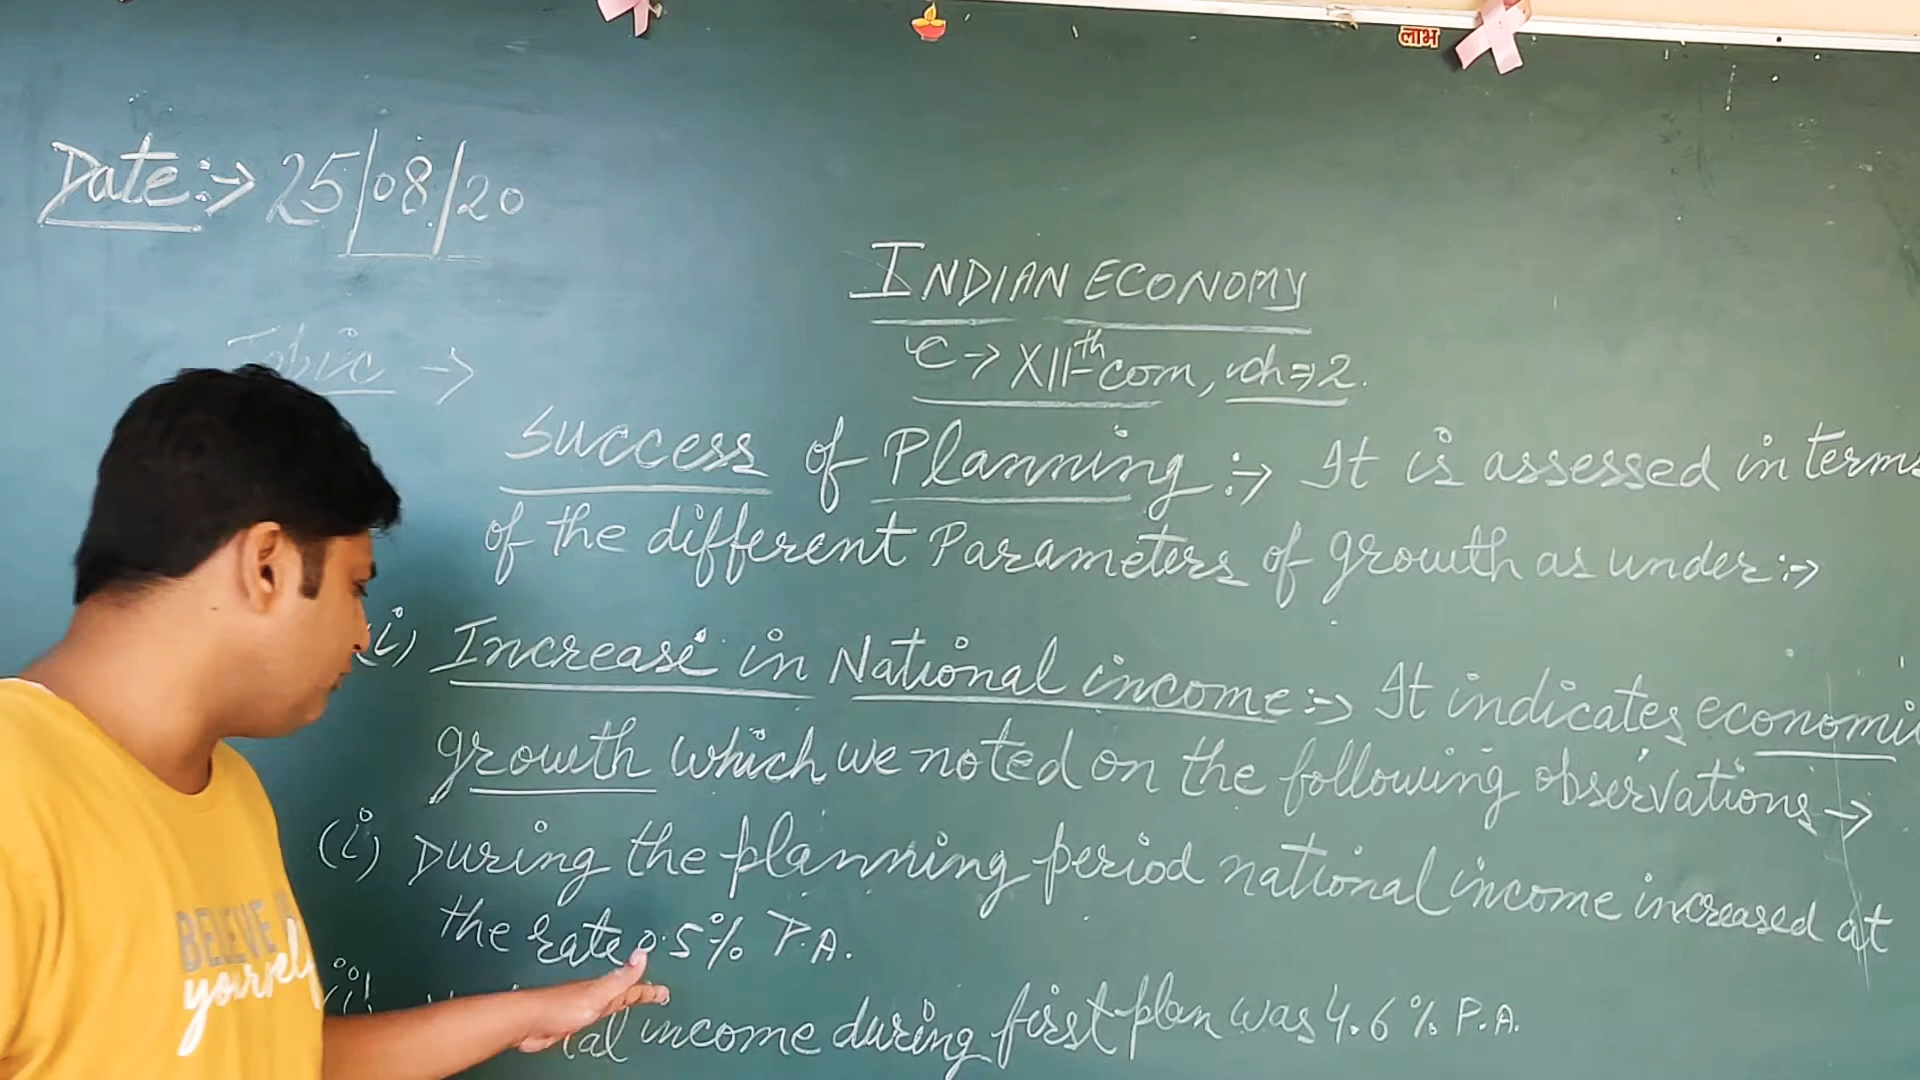 लाभ
Date:-> 25/08/20
INDIAN ECONOMY
Topic ->
C-> XIIth com, ch=>2.
Success of Planning:-> It is assessed in terms
of the different Parameters of growth as under:->
(i) Increase in National income:-> It indicates economic
growth which we noted on the following observations->
(i) During the planning period national income increased at
the rate 0.5% P.A.
income during first plan was 4.6% P.A.
BELIEVE
yourself